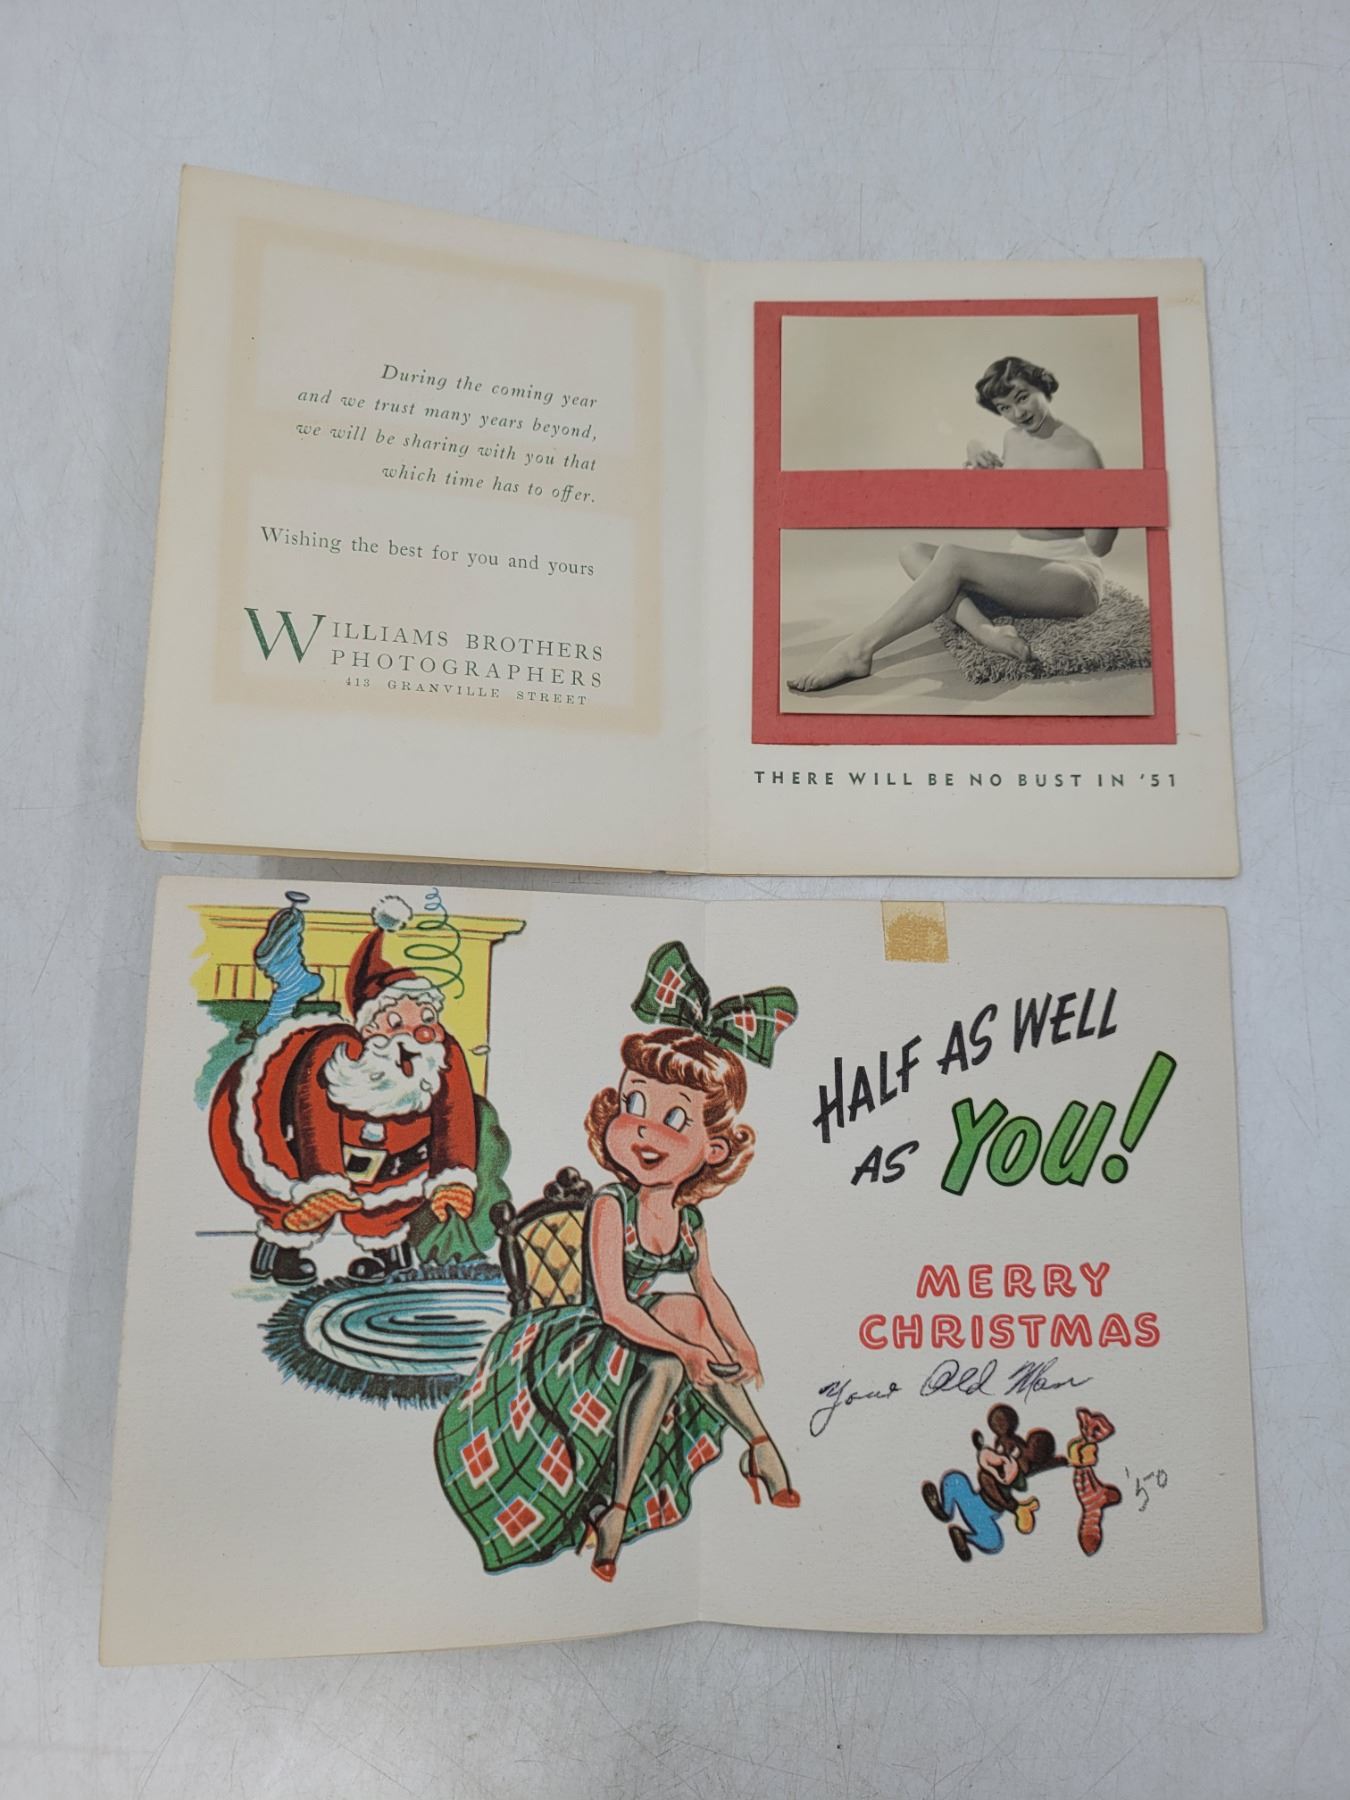 During the coming year
and we trust many years beyond,
we will be sharing with you that
which time has to offer.
Wishing the best for you and yours
WILLIAMS BROTHERS
PHOTOGRAPHERS
413 GRANVILLE STREET
THERE WILL BE NO BUST IN '51
HALF AS WELL
AS YOU!
MERRY
CHRISTMAS
Your Old Man
'50